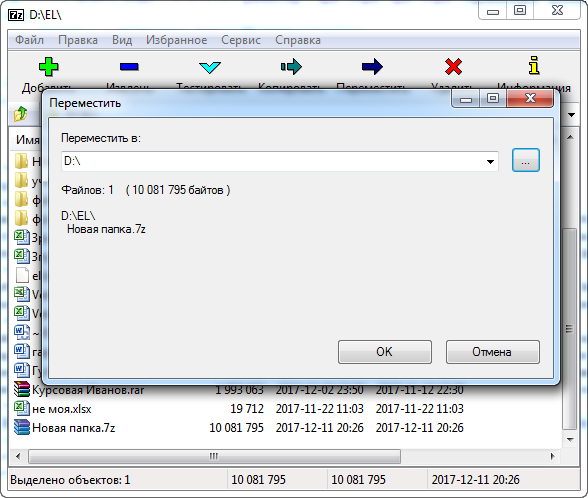 7z D:\EL\
Файл Правка Вид Избранное Сервис Справка
Добавить Извлечь Тестировать Копировать Переместить Удалить Информация
Переместить
Переместить в:
D:\
...
Файлов: 1 ( 10 081 795 байтов )
D:\EL\
Новая папка.7z
OK Отмена
Имя
Н
уч
ф
ф
Зр
el
Ve
Ve
~
га
Гу
Курсовая Иванов.rar 1 993 063 2017-12-02 23:50 2017-11-12 22:30
не моя.xlsx 19 712 2017-11-22 11:03 2017-11-22 11:03
Новая папка.7z 10 081 795 2017-12-11 20:26 2017-12-11 20:26
Выделено объектов: 1 10 081 795 10 081 795 2017-12-11 20:26